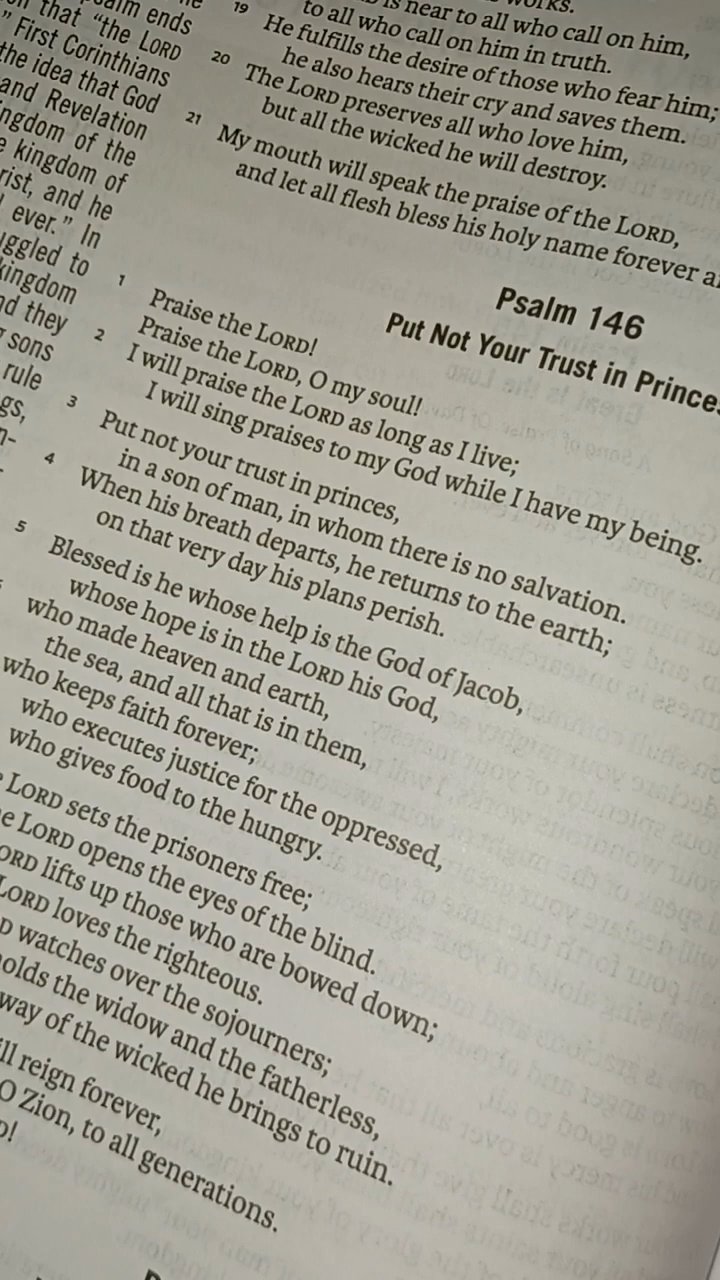 psalm ends
on that "the LORD
" First Corinthians
the idea that God
and Revelation
kingdom of the
kingdom of
and he
ever." In
to
kingdom
they
sons
rule
is near to all who call on him,
to all who call on him in truth.
19 He fulfills the desire of those who fear him;
he also hears their cry and saves them.
20 The LORD preserves all who love him,
but all the wicked he will destroy.
21 My mouth will speak the praise of the LORD,
and let all flesh bless his holy name forever
Psalm 146
Put Not Your Trust in Princes
1 Praise the LORD!
Praise the LORD, O my soul!
2 I will praise the LORD as long as I live;
I will sing praises to my God while I have my being.
3 Put not your trust in princes,
in a son of man, in whom there is no salvation.
4 When his breath departs, he returns to the earth;
on that very day his plans perish.
5 Blessed is he whose help is the God of Jacob,
whose hope is in the LORD his God,
who made heaven and earth,
the sea, and all that is in them,
who keeps faith forever;
who executes justice for the oppressed,
who gives food to the hungry.
LORD sets the prisoners free;
LORD opens the eyes of the blind.
LORD lifts up those who are bowed down;
LORD loves the righteous.
watches over the sojourners;
the widow and the fatherless,
way of the wicked he brings to ruin.
reign forever,
O Zion, to all generations.